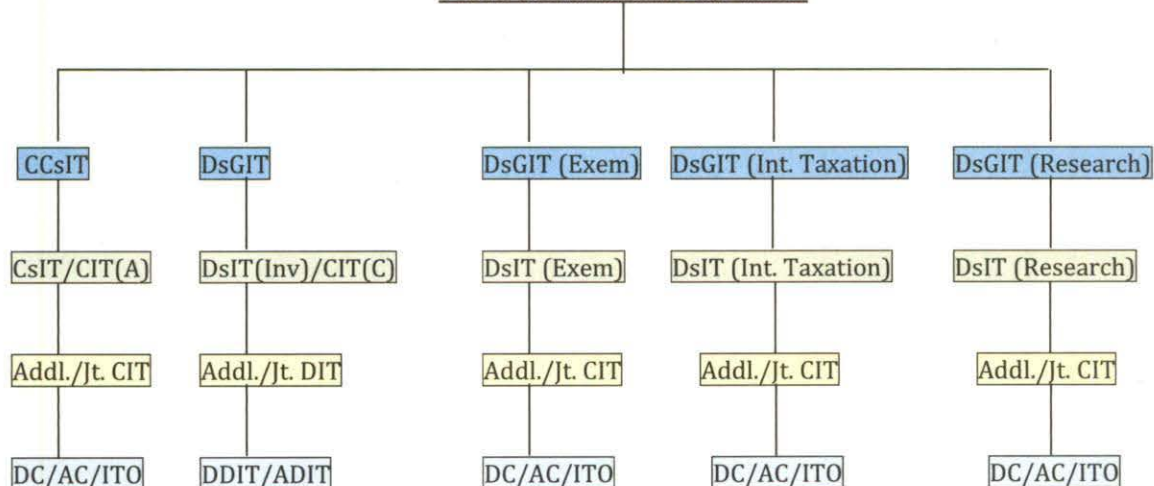 CCsIT DsGIT DsGIT (Exem) DsGIT (Int. Taxation) DsGIT (Research)
CsIT/CIT(A) DsIT(Inv)/CIT(C) DsIT (Exem) DsIT (Int. Taxation) DsIT (Research)
Addl./Jt. CIT Addl./Jt. DIT Addl./Jt. CIT Addl./Jt. CIT Addl./Jt. CIT
DC/AC/ITO DDIT/ADIT DC/AC/ITO DC/AC/ITO DC/AC/ITO